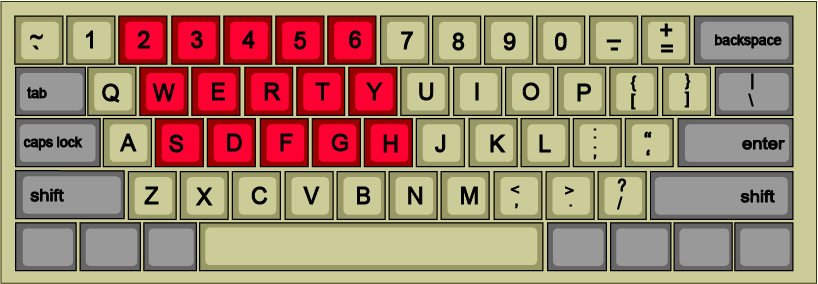 ~ ` 1 2 3 4 5 6 7 8 9 0 - + = backspace
tab Q W E R T Y U I O P { [ } ] | \
caps lock A S D F G H J K L : ; “ ‘ enter
shift Z X C V B N M < , > . ? / shift